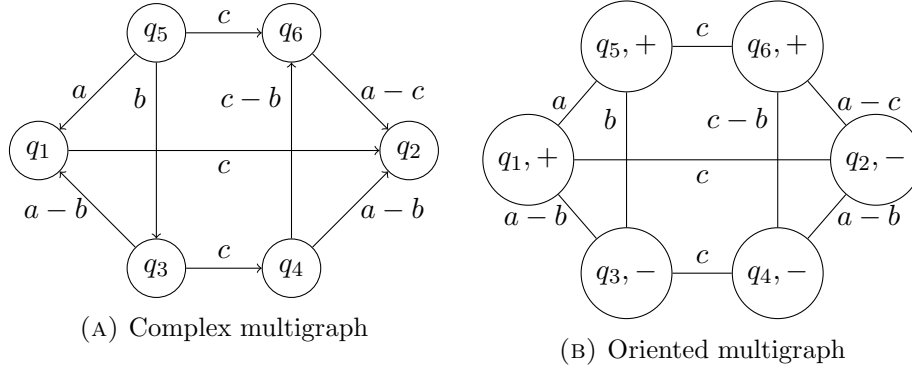 q₅ c q₆
a b c − b a − c
q₁ c q₂
a − b a − b
q₃ c q₄
(A) Complex multigraph
q₅, + c q₆, +
a b c − b a − c
q₁, + c q₂, −
a − b a − b
q₃, − c q₄, −
(B) Oriented multigraph